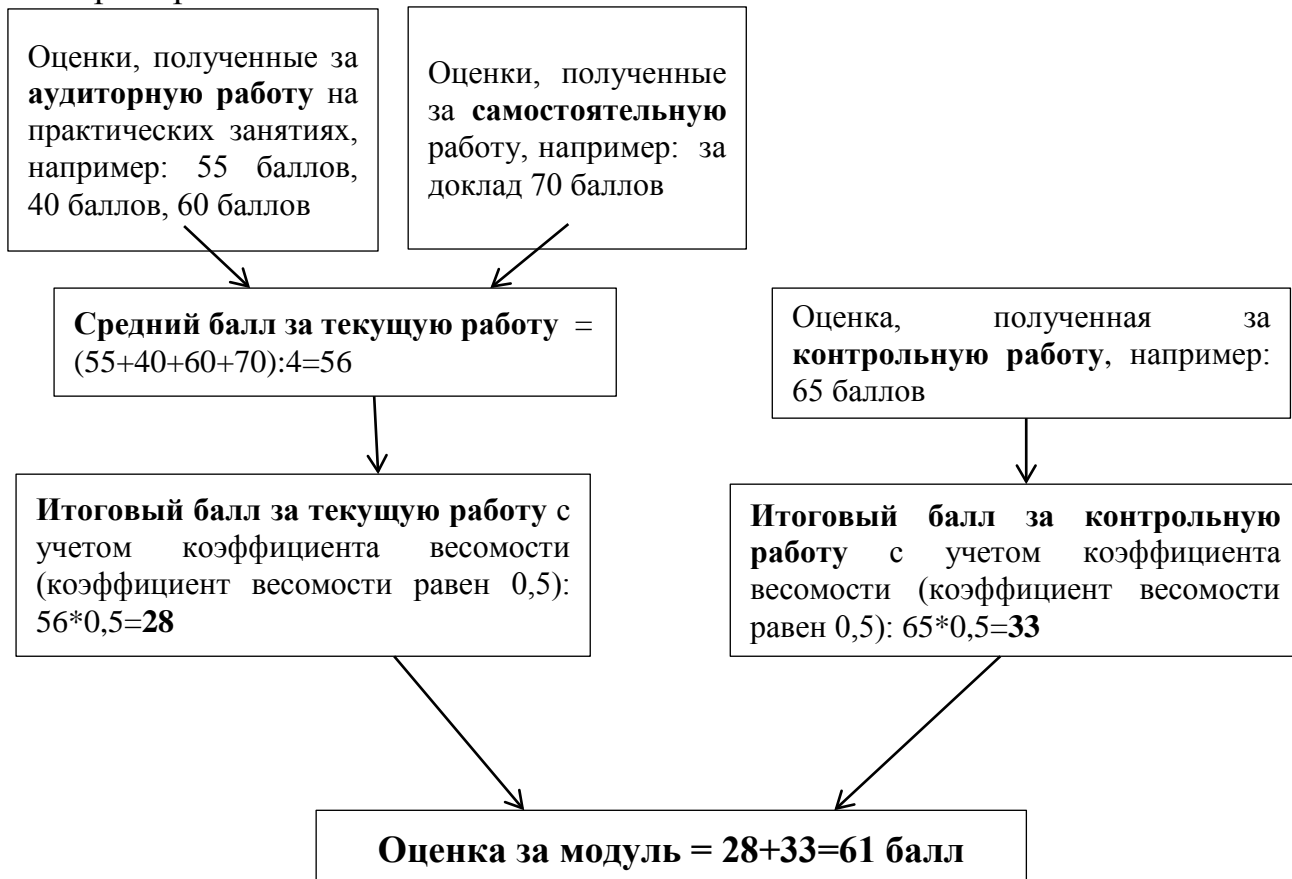 Оценки, полученные за
аудиторную работу на
практических занятиях,
например: 55 баллов,
40 баллов, 60 баллов
Оценки, полученные
за самостоятельную
работу, например: за
доклад 70 баллов
Средний балл за текущую работу =
(55+40+60+70):4=56
Оценка, полученная за
контрольную работу, например:
65 баллов
Итоговый балл за текущую работу с
учетом коэффициента весомости
(коэффициент весомости равен 0,5):
56*0,5=28
Итоговый балл за контрольную
работу с учетом коэффициента
весомости (коэффициент весомости
равен 0,5): 65*0,5=33
Оценка за модуль = 28+33=61 балл